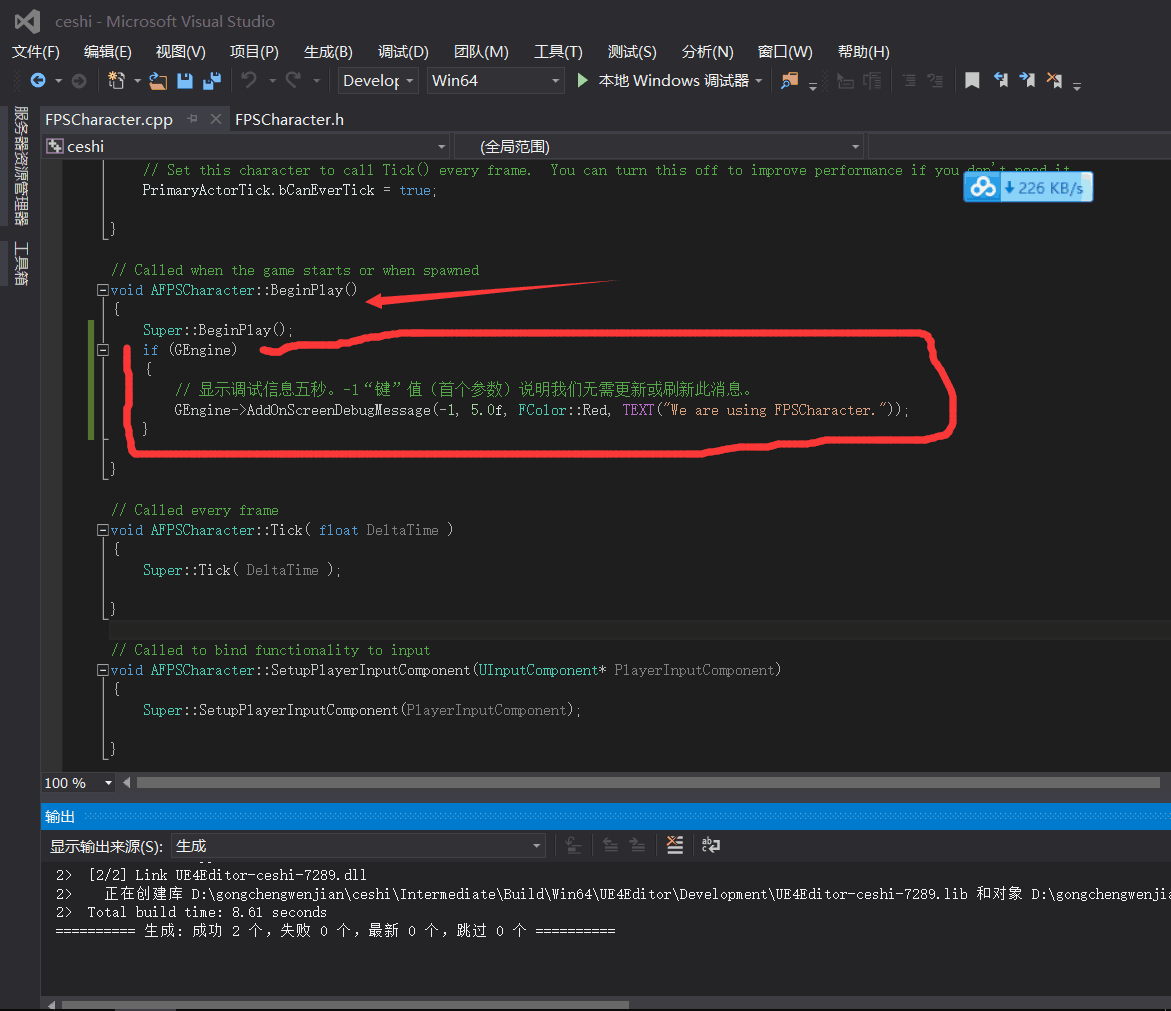 ceshi - Microsoft Visual Studio
文件(F) 编辑(E) 视图(V) 项目(P) 生成(B) 调试(D) 团队(M) 工具(T) 测试(S) 分析(N) 窗口(W) 帮助(H)
Develop Win64 本地 Windows 调试器
服务器资源管理器
工具箱
FPSCharacter.cpp FPSCharacter.h
ceshi (全局范围)
// Set this character to call Tick() every frame.  You can turn this off to improve performance if you don't need it
PrimaryActorTick.bCanEverTick = true;
226 KB/s
}
// Called when the game starts or when spawned
void AFPSCharacter::BeginPlay()
{
Super::BeginPlay();
if (GEngine)
{
// 显示调试信息五秒。-1“键”值（首个参数）说明我们无需更新或刷新此消息。
GEngine->AddOnScreenDebugMessage(-1, 5.0f, FColor::Red, TEXT("We are using FPSCharacter."));
}
}
// Called every frame
void AFPSCharacter::Tick( float DeltaTime )
{
Super::Tick( DeltaTime );
}
// Called to bind functionality to input
void AFPSCharacter::SetupPlayerInputComponent(UInputComponent* PlayerInputComponent)
{
Super::SetupPlayerInputComponent(PlayerInputComponent);
}
100 %
输出
显示输出来源(S): 生成
2> [2/2] Link UE4Editor-ceshi-7289.dll
2> 正在创建库 D:\gongchengwenjian\ceshi\Intermediate\Build\Win64\UE4Editor\Development\UE4Editor-ceshi-7289.lib 和对象 D:\gongchengwenjia
2> Total build time: 8.61 seconds
========== 生成: 成功 2 个，失败 0 个，最新 0 个，跳过 0 个 ==========